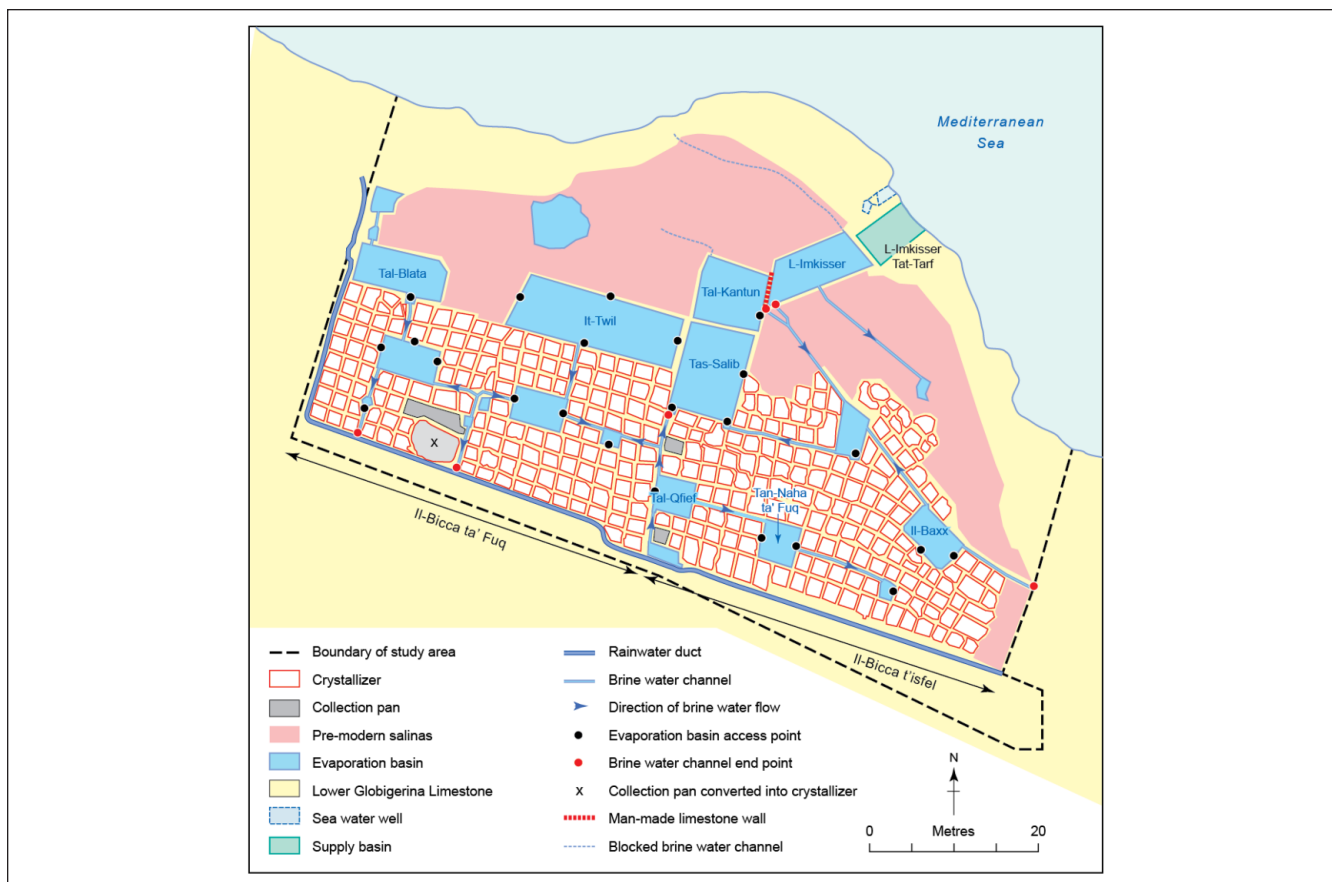 Mediterranean
Sea
L-Imkisser
Tat-Tarf
L-Imkisser
Tal-Kantun
Tal-Blata
It-Twil
Tas-Salib
Tal-Qfief
Tan-Naha
ta' Fuq
Il-Baxx
x
Il-Bicca ta' Fuq
Il-Bicca t'isfel
Boundary of study area
Crystallizer
Collection pan
Pre-modern salinas
Evaporation basin
Lower Globigerina Limestone
Sea water well
Supply basin
Rainwater duct
Brine water channel
Direction of brine water flow
Evaporation basin access point
Brine water channel end point
x Collection pan converted into crystallizer
Man-made limestone wall
Blocked brine water channel
N
0 Metres 20